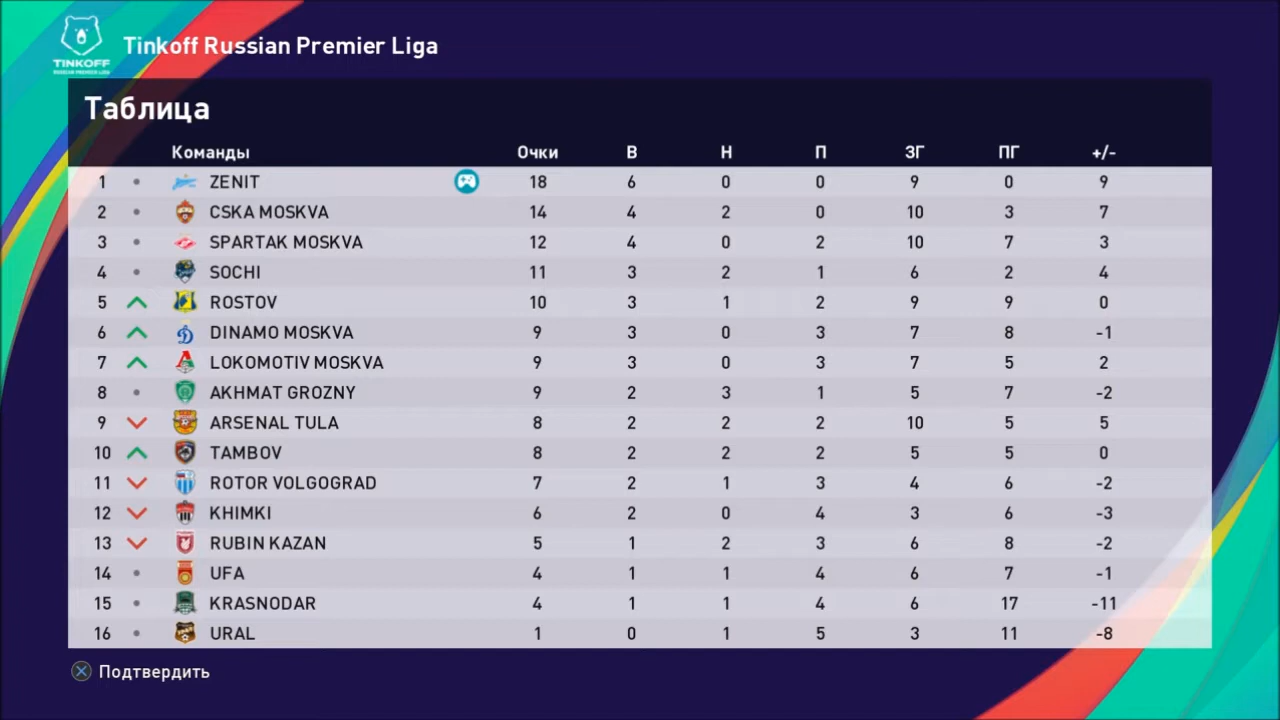 TINKOFF
RUSSIAN PREMIER LIGA
Tinkoff Russian Premier Liga
Таблица
Команды Очки В Н П ЗГ ПГ +/-
1 ZENIT 18 6 0 0 9 0 9
2 CSKA MOSKVA 14 4 2 0 10 3 7
3 SPARTAK MOSKVA 12 4 0 2 10 7 3
4 SOCHI 11 3 2 1 6 2 4
5 ROSTOV 10 3 1 2 9 9 0
6 DINAMO MOSKVA 9 3 0 3 7 8 -1
7 LOKOMOTIV MOSKVA 9 3 0 3 7 5 2
8 AKHMAT GROZNY 9 2 3 1 5 7 -2
9 ARSENAL TULA 8 2 2 2 10 5 5
10 TAMBOV 8 2 2 2 5 5 0
11 ROTOR VOLGOGRAD 7 2 1 3 4 6 -2
12 KHIMKI 6 2 0 4 3 6 -3
13 RUBIN KAZAN 5 1 2 3 6 8 -2
14 UFA 4 1 1 4 6 7 -1
15 KRASNODAR 4 1 1 4 6 17 -11
16 URAL 1 0 1 5 3 11 -8
Подтвердить